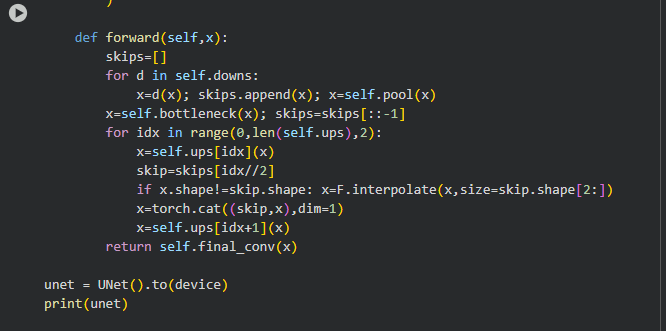 )
def forward(self,x):
skips=[]
for d in self.downs:
x=d(x); skips.append(x); x=self.pool(x)
x=self.bottleneck(x); skips=skips[::-1]
for idx in range(0,len(self.ups),2):
x=self.ups[idx](x)
skip=skips[idx//2]
if x.shape!=skip.shape: x=F.interpolate(x,size=skip.shape[2:])
x=torch.cat((skip,x),dim=1)
x=self.ups[idx+1](x)
return self.final_conv(x)
unet = UNet().to(device)
print(unet)